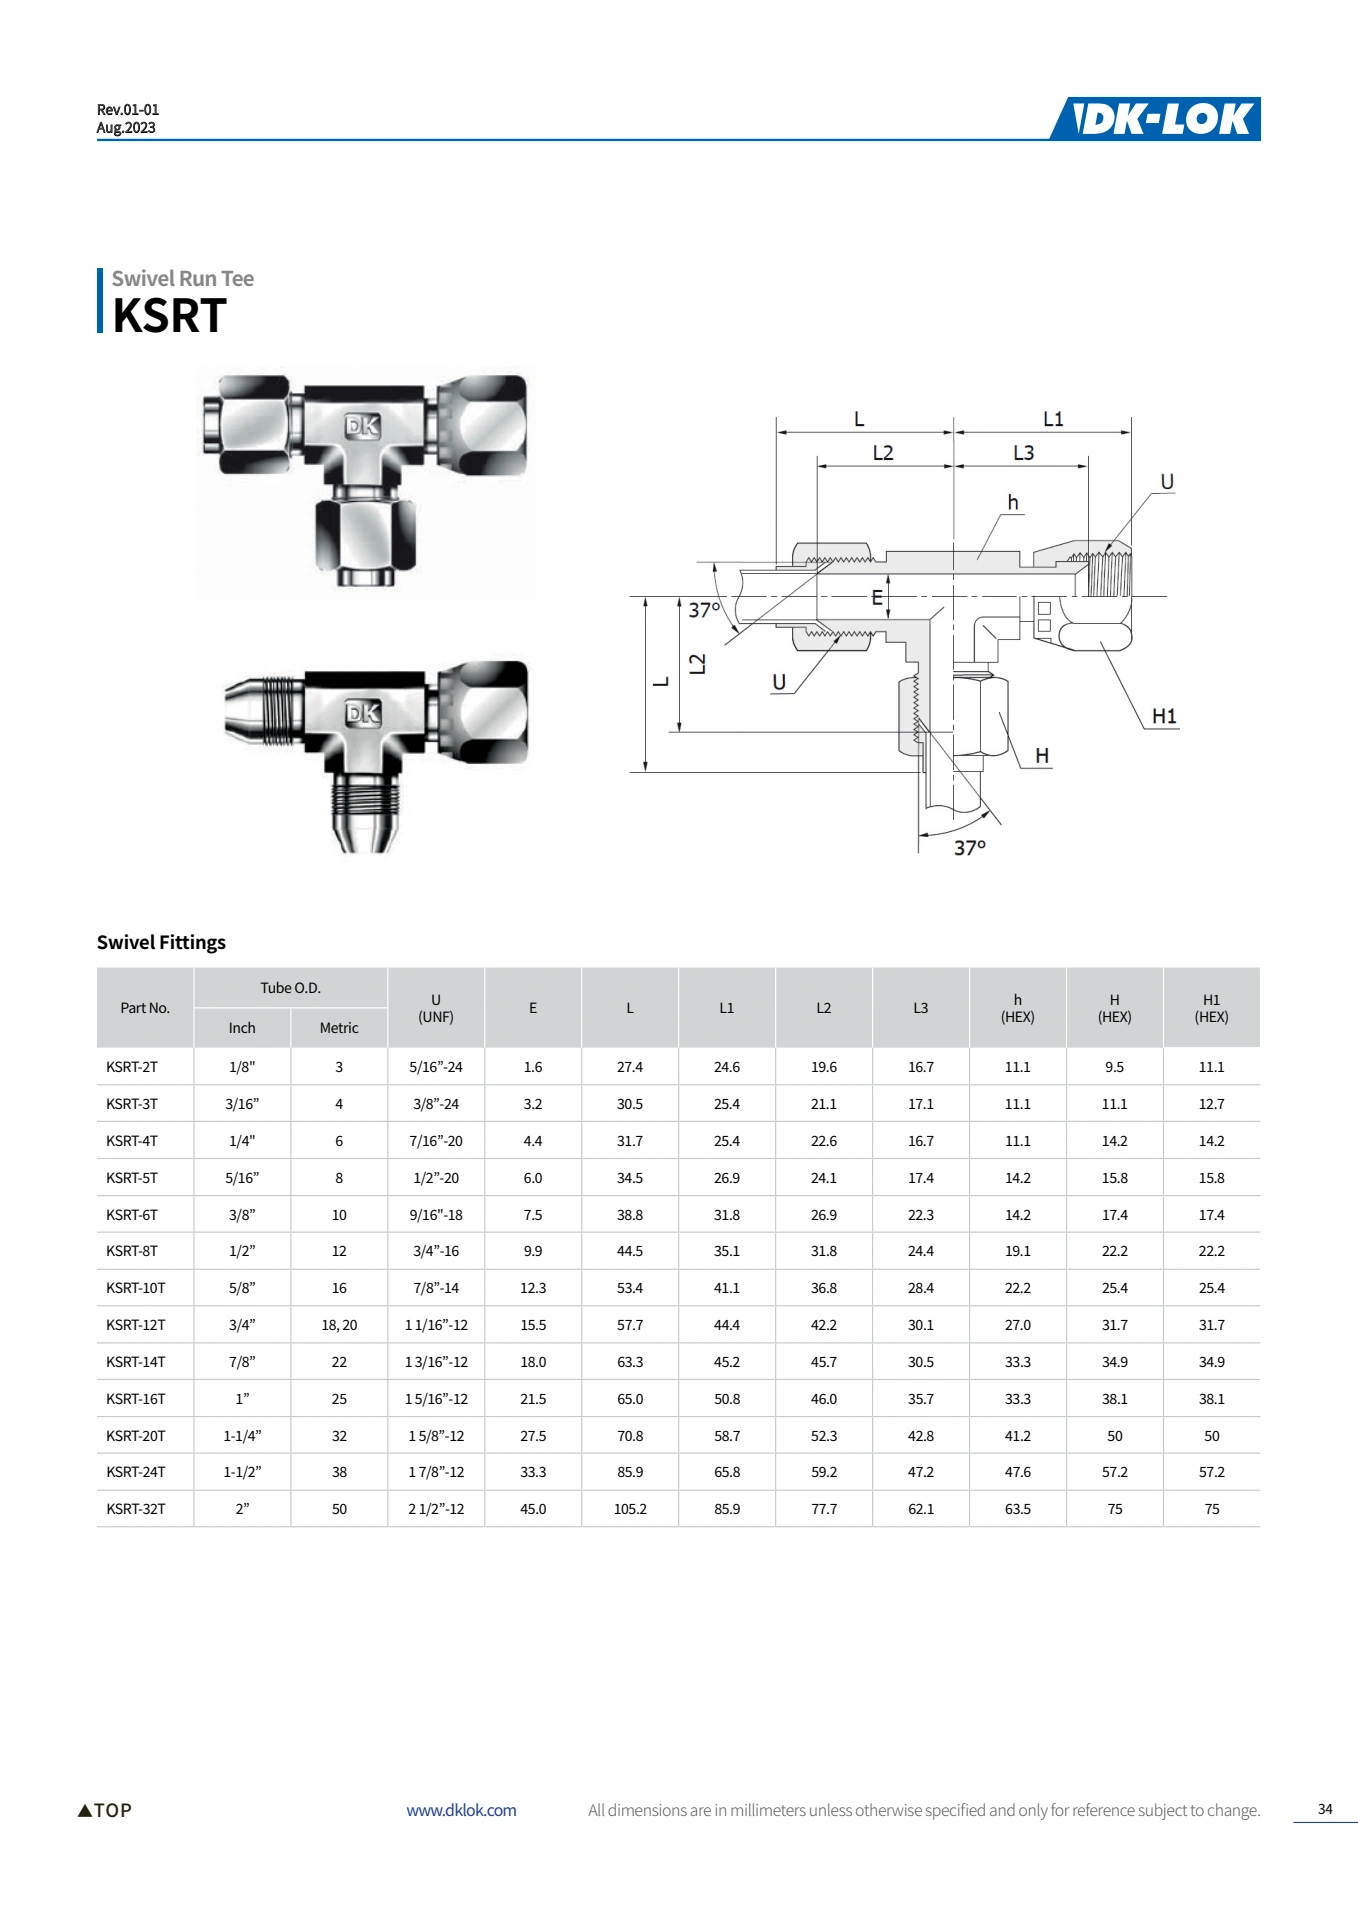 Rev.01-01
Aug.2023
DK-LOK
Swivel Run Tee
KSRT
DK
DK
L L1
L2 L3
U
h
E
37°
L2
L
U
H1
H
37°
Swivel Fittings
Part No. Tube O.D. U (UNF) E L L1 L2 L3 h (HEX) H (HEX) H1 (HEX)
Inch Metric
KSRT-2T 1/8" 3 5/16”-24 1.6 27.4 24.6 19.6 16.7 11.1 9.5 11.1
KSRT-3T 3/16” 4 3/8”-24 3.2 30.5 25.4 21.1 17.1 11.1 11.1 12.7
KSRT-4T 1/4" 6 7/16”-20 4.4 31.7 25.4 22.6 16.7 11.1 14.2 14.2
KSRT-5T 5/16” 8 1/2”-20 6.0 34.5 26.9 24.1 17.4 14.2 15.8 15.8
KSRT-6T 3/8” 10 9/16"-18 7.5 38.8 31.8 26.9 22.3 14.2 17.4 17.4
KSRT-8T 1/2” 12 3/4”-16 9.9 44.5 35.1 31.8 24.4 19.1 22.2 22.2
KSRT-10T 5/8” 16 7/8”-14 12.3 53.4 41.1 36.8 28.4 22.2 25.4 25.4
KSRT-12T 3/4” 18, 20 1 1/16”-12 15.5 57.7 44.4 42.2 30.1 27.0 31.7 31.7
KSRT-14T 7/8” 22 1 3/16”-12 18.0 63.3 45.2 45.7 30.5 33.3 34.9 34.9
KSRT-16T 1” 25 1 5/16”-12 21.5 65.0 50.8 46.0 35.7 33.3 38.1 38.1
KSRT-20T 1-1/4” 32 1 5/8”-12 27.5 70.8 58.7 52.3 42.8 41.2 50 50
KSRT-24T 1-1/2” 38 1 7/8”-12 33.3 85.9 65.8 59.2 47.2 47.6 57.2 57.2
KSRT-32T 2” 50 2 1/2”-12 45.0 105.2 85.9 77.7 62.1 63.5 75 75
▲TOP www.dklok.com All dimensions are in millimeters unless otherwise specified and only for reference subject to change. 34